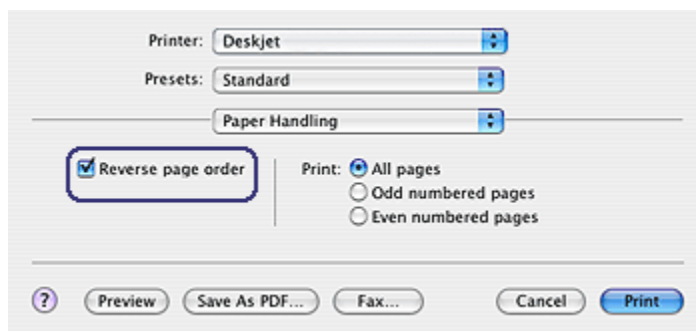 Printer: Deskjet
Presets: Standard
Paper Handling
Reverse page order Print: All pages
Odd numbered pages
Even numbered pages
? Preview Save As PDF... Fax... Cancel Print